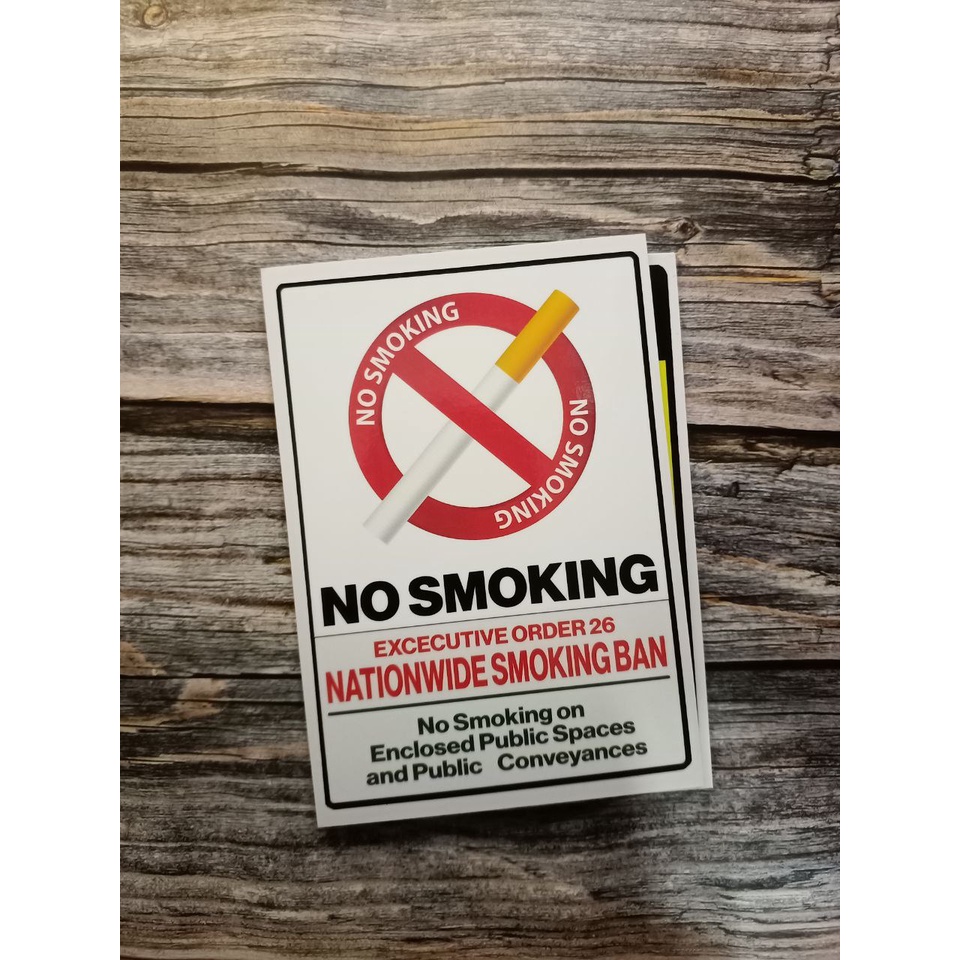 NO SMOKING
NO SMOKING
NO SMOKING
EXCECUTIVE ORDER 26
NATIONWIDE SMOKING BAN
No Smoking on
Enclosed Public Spaces
and Public Conveyances